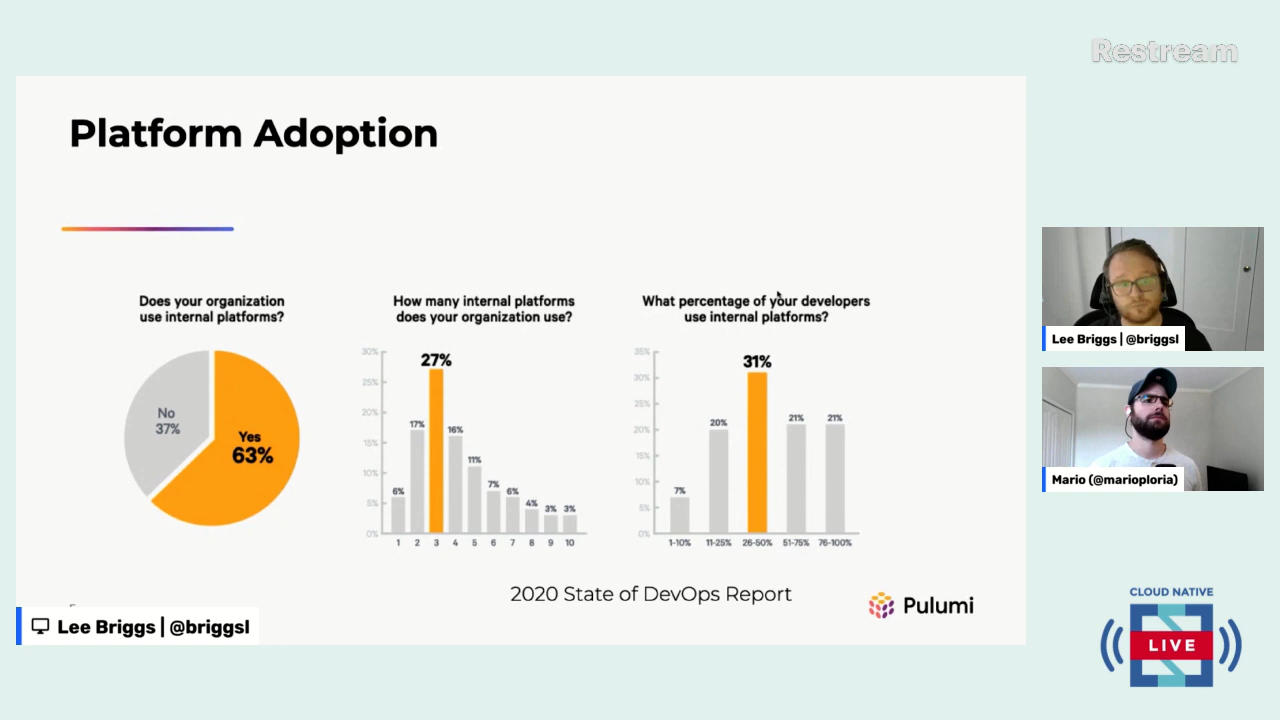 Restream
Platform Adoption
Does your organization
use internal platforms?
No
37%
Yes
63%
How many internal platforms
does your organization use?
30%
25%
20%
15%
10%
5%
0%
6%
17%
27%
16%
11%
7%
6%
4%
3%
3%
1 2 3 4 5 6 7 8 9 10
What percentage of your developers
use internal platforms?
35%
30%
25%
20%
15%
10%
5%
0%
7%
20%
31%
21%
21%
1-10% 11-25% 26-50% 51-75% 76-100%
2020 State of DevOps Report
Pulumi
Lee Briggs | @briggsl
Lee Briggs | @briggsl
Mario (@marioploria)
CLOUD NATIVE
LIVE